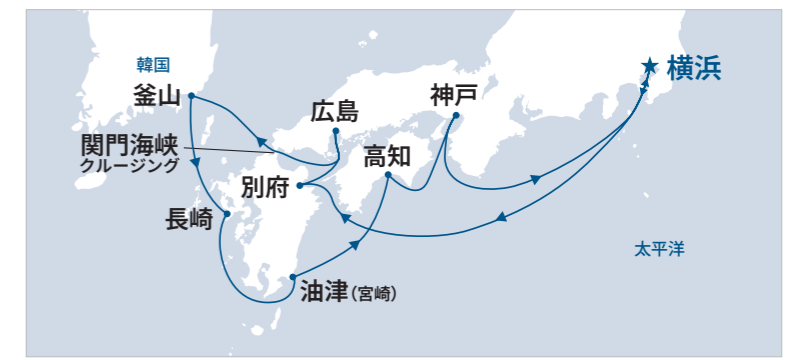 韓国
釜山
関門海峡
クルージング
広島
神戸
★横浜
高知
別府
長崎
油津（宮崎）
太平洋